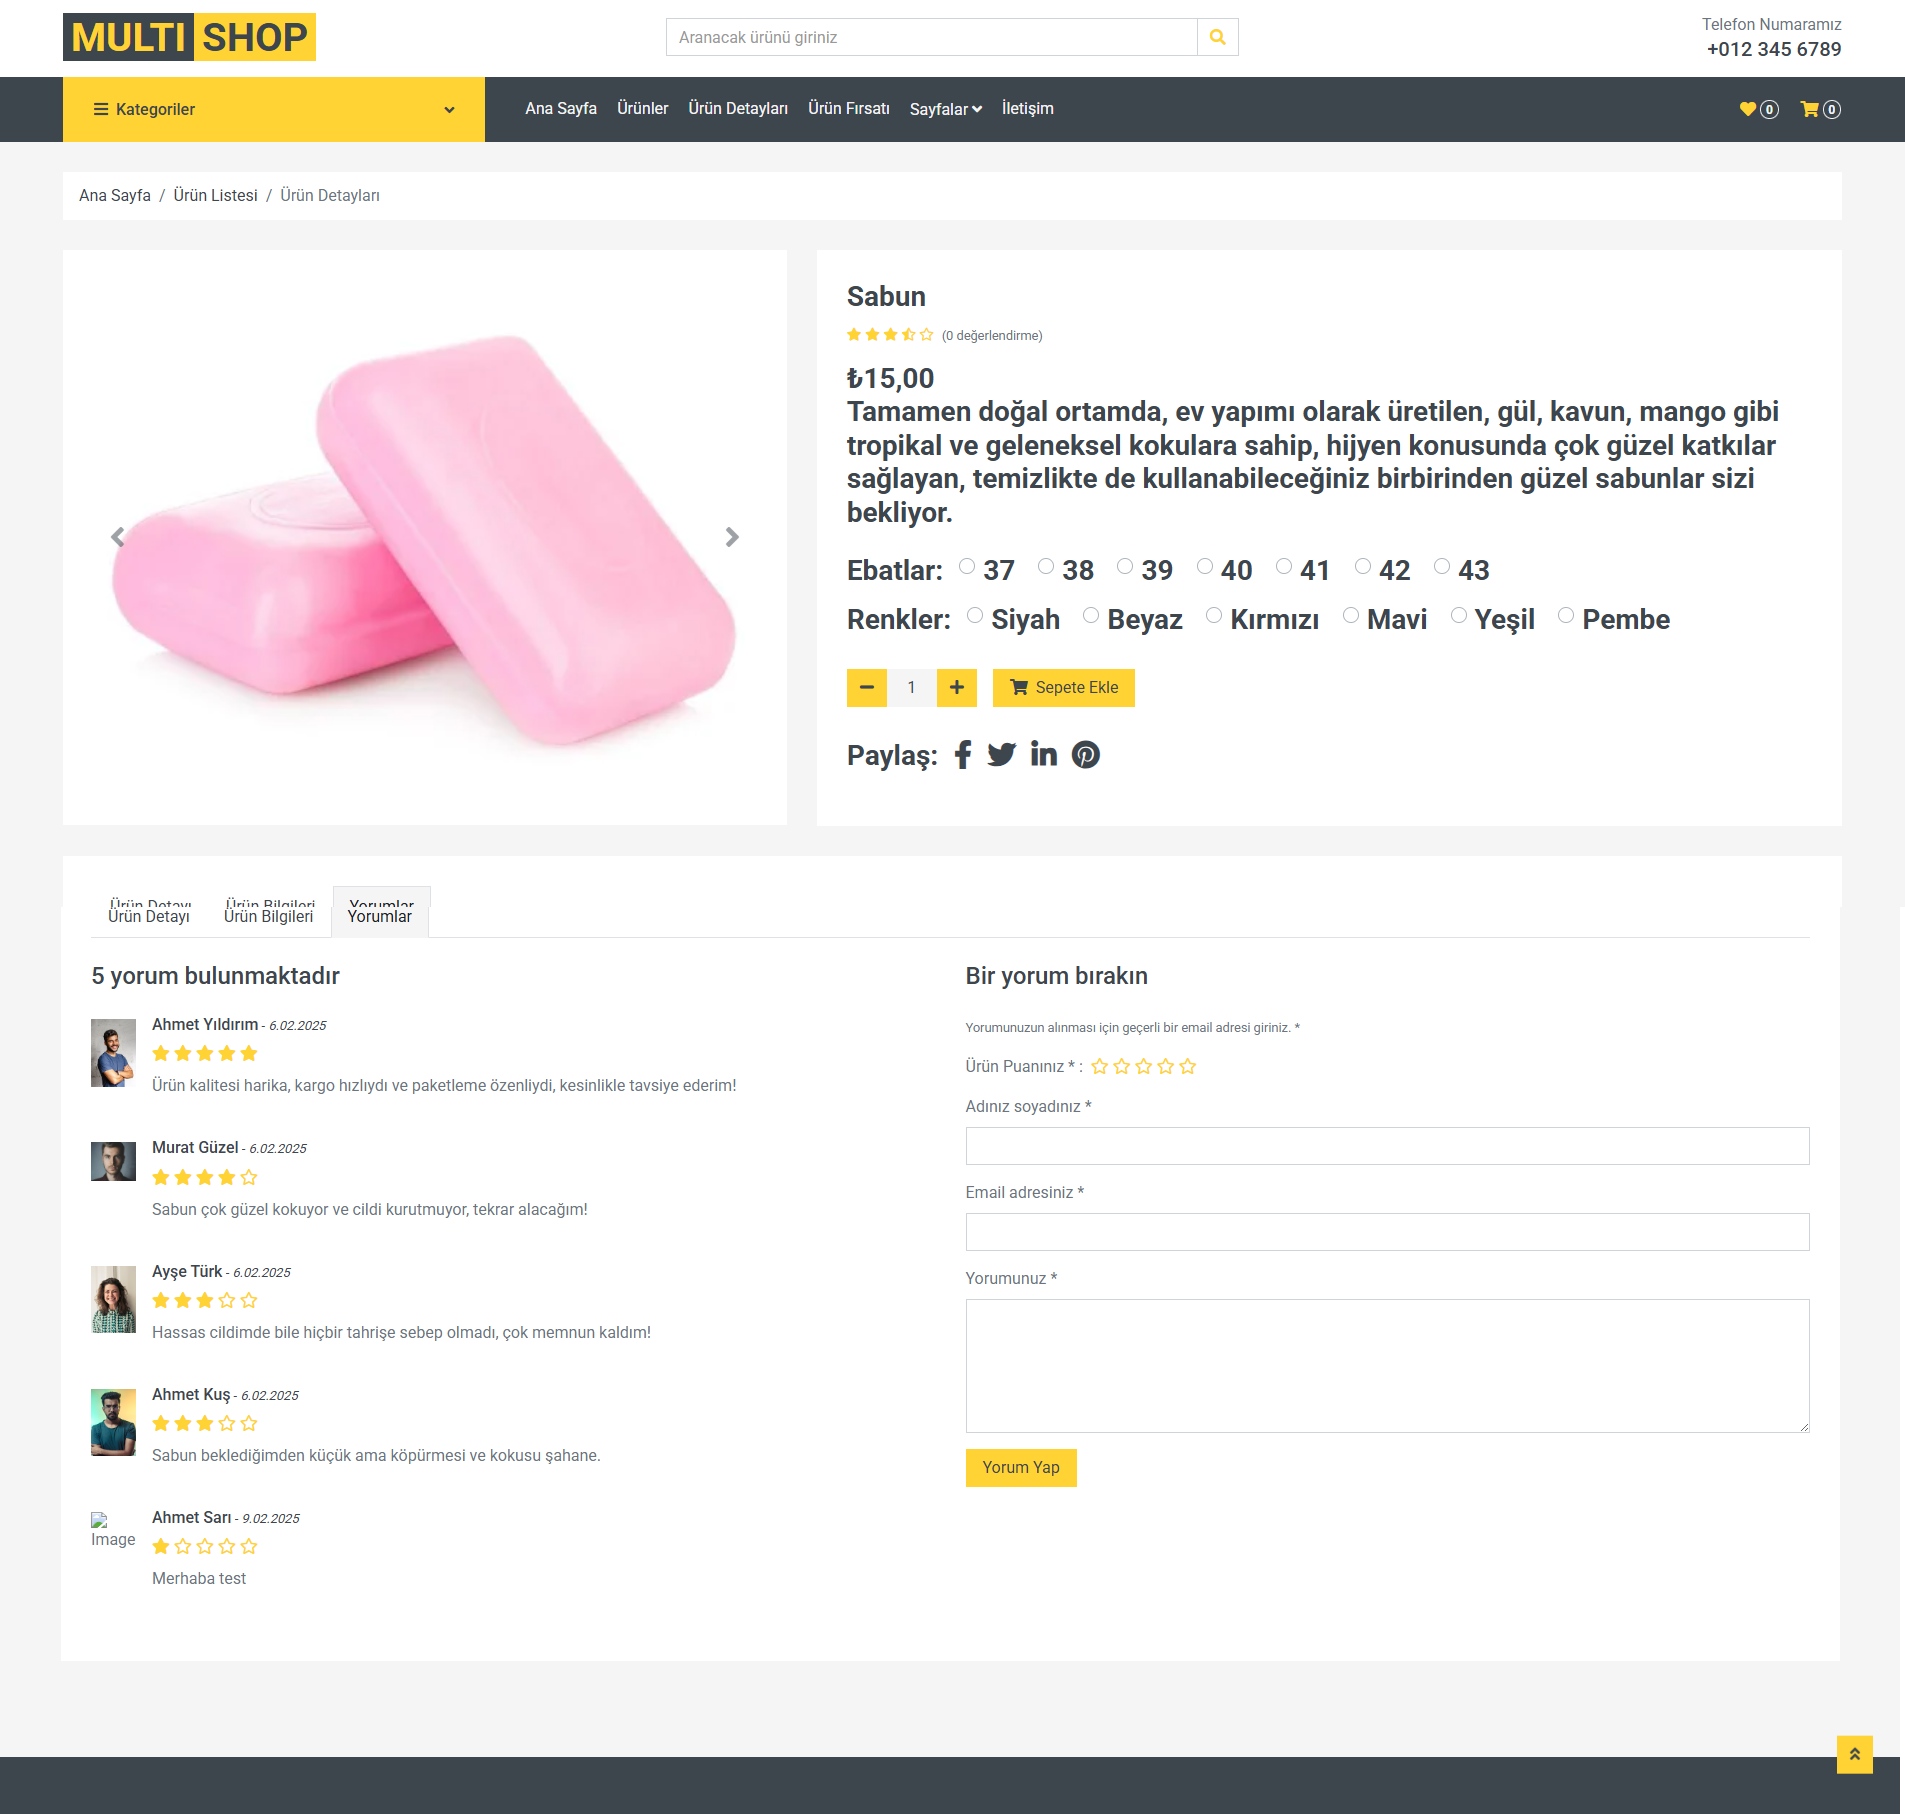 MULTI SHOP
Aranacak ürünü giriniz
Telefon Numaramız
+012 345 6789
Kategoriler
Ana Sayfa Ürünler Ürün Detayları Ürün Fırsatı Sayfalar İletişim
0 0
Ana Sayfa / Ürün Listesi / Ürün Detayları
Sabun
(0 değerlendirme)
₺15,00
Tamamen doğal ortamda, ev yapımı olarak üretilen, gül, kavun, mango gibi
tropikal ve geleneksel kokulara sahip, hijyen konusunda çok güzel katkılar
sağlayan, temizlikte de kullanabileceğiniz birbirinden güzel sabunlar sizi
bekliyor.
Ebatlar: 37 38 39 40 41 42 43
Renkler: Siyah Beyaz Kırmızı Mavi Yeşil Pembe
1
Sepete Ekle
Paylaş:
Ürün Detayı Ürün Bilgileri Yorumlar
Ürün Detayı Ürün Bilgileri Yorumlar
5 yorum bulunmaktadır
Ahmet Yıldırım - 6.02.2025
Ürün kalitesi harika, kargo hızlıydı ve paketleme özenliydi, kesinlikle tavsiye ederim!
Murat Güzel - 6.02.2025
Sabun çok güzel kokuyor ve cildi kurutmuyor, tekrar alacağım!
Ayşe Türk - 6.02.2025
Hassas cildimde bile hiçbir tahrişe sebep olmadı, çok memnun kaldım!
Ahmet Kuş - 6.02.2025
Sabun beklediğimden küçük ama köpürmesi ve kokusu şahane.
Image
Ahmet Sarı - 9.02.2025
Merhaba test
Bir yorum bırakın
Yorumunuzun alınması için geçerli bir email adresi giriniz. *
Ürün Puanınız * :
Adınız soyadınız *
Email adresiniz *
Yorumunuz *
Yorum Yap